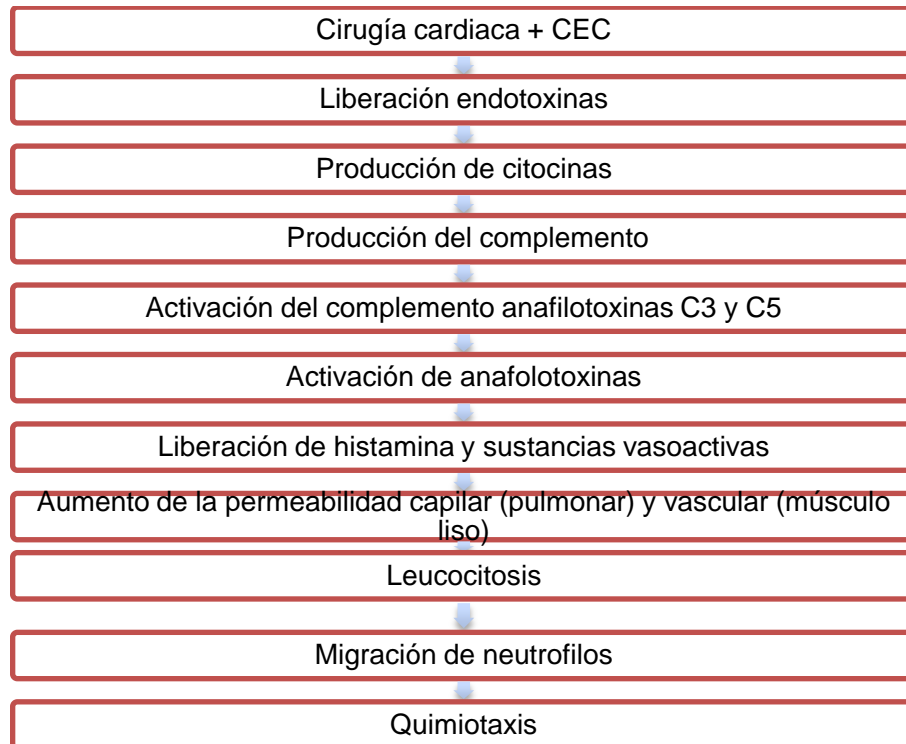 Cirugía cardiaca + CEC
Liberación endotoxinas
Producción de citocinas
Producción del complemento
Activación del complemento anafilotoxinas C3 y C5
Activación de anafolotoxinas
Liberación de histamina y sustancias vasoactivas
Aumento de la permeabilidad capilar (pulmonar) y vascular (músculo
liso)
Leucocitosis
Migración de neutrofilos
Quimiotaxis